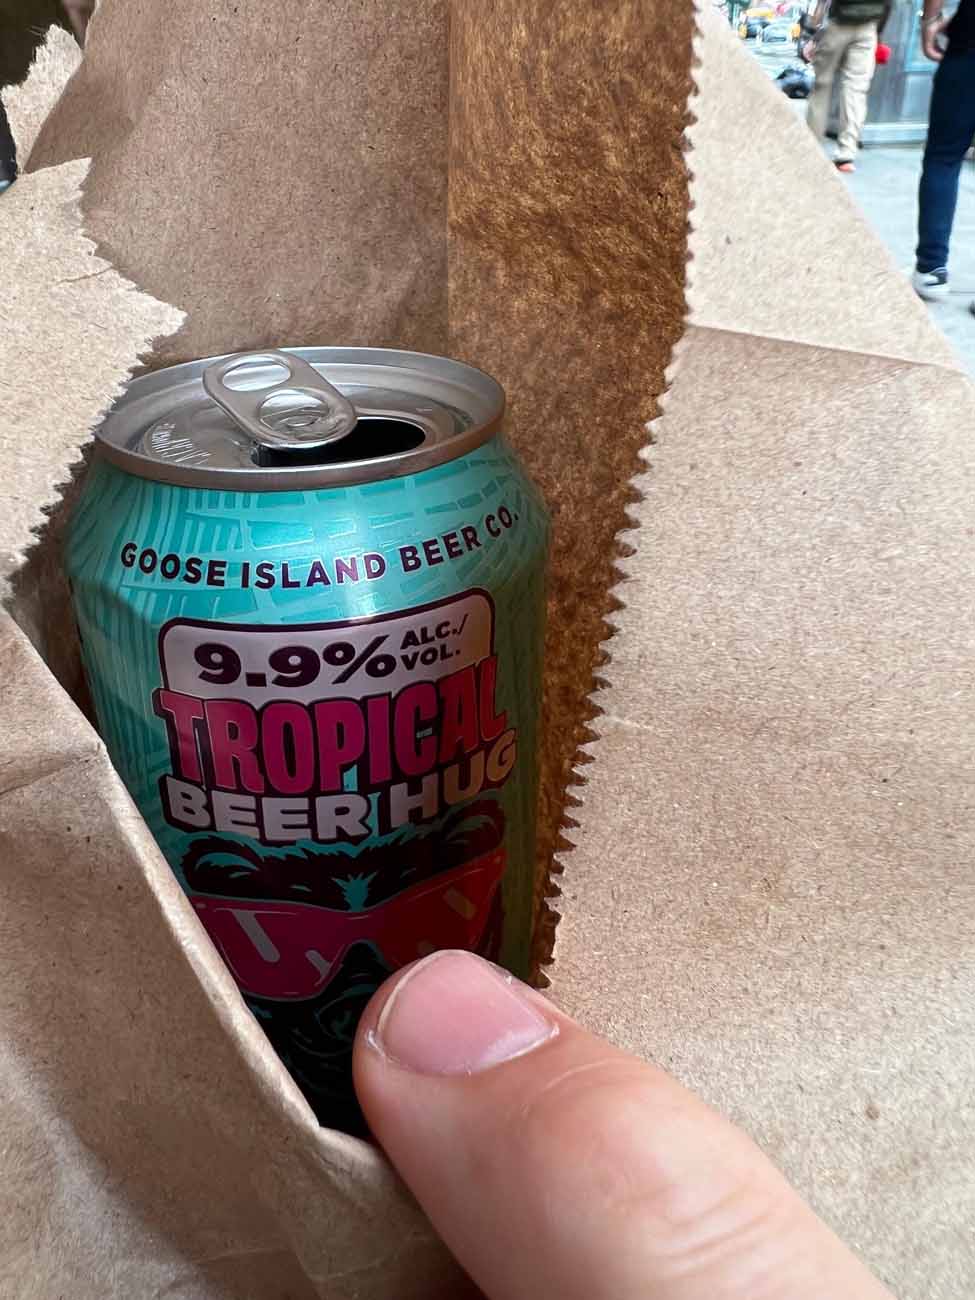 GOOSE ISLAND BEER CO.
9.9% ALC./
VOL.
TROPICAL
BEER HUG